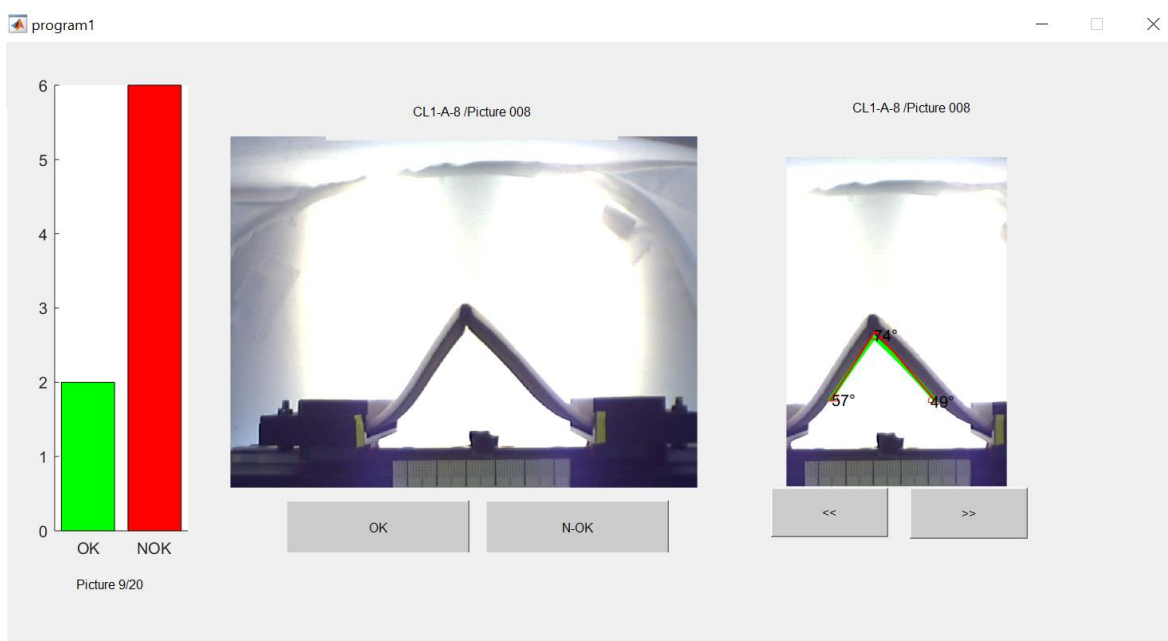 program1
6
5
4
3
2
1
0
OK NOK
Picture 9/20
CL1-A-8 /Picture 008
OK N-OK
CL1-A-8 /Picture 008
74°
57° 49°
<< >>